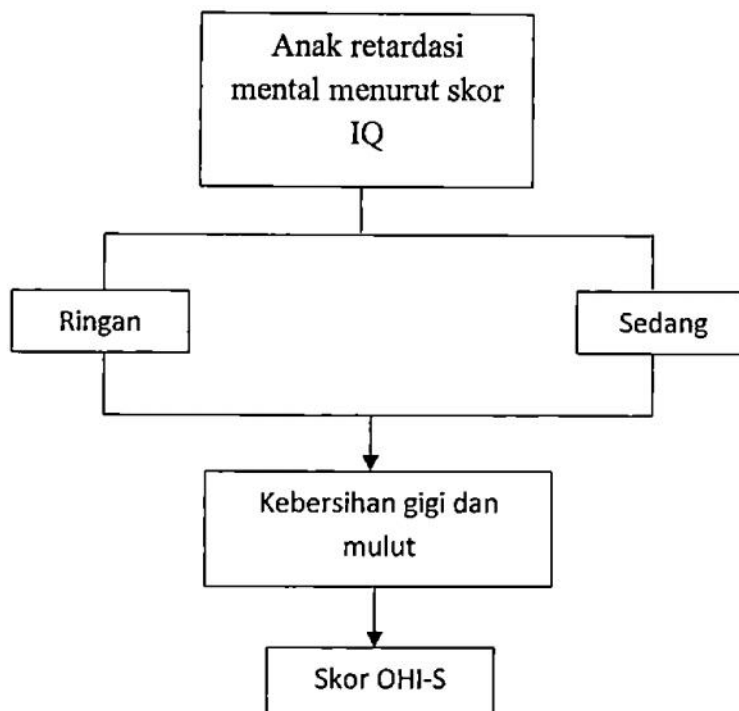 Anak retardasi
mental menurut skor
IQ
Ringan
Sedang
Kebersihan gigi dan
mulut
Skor OHI-S